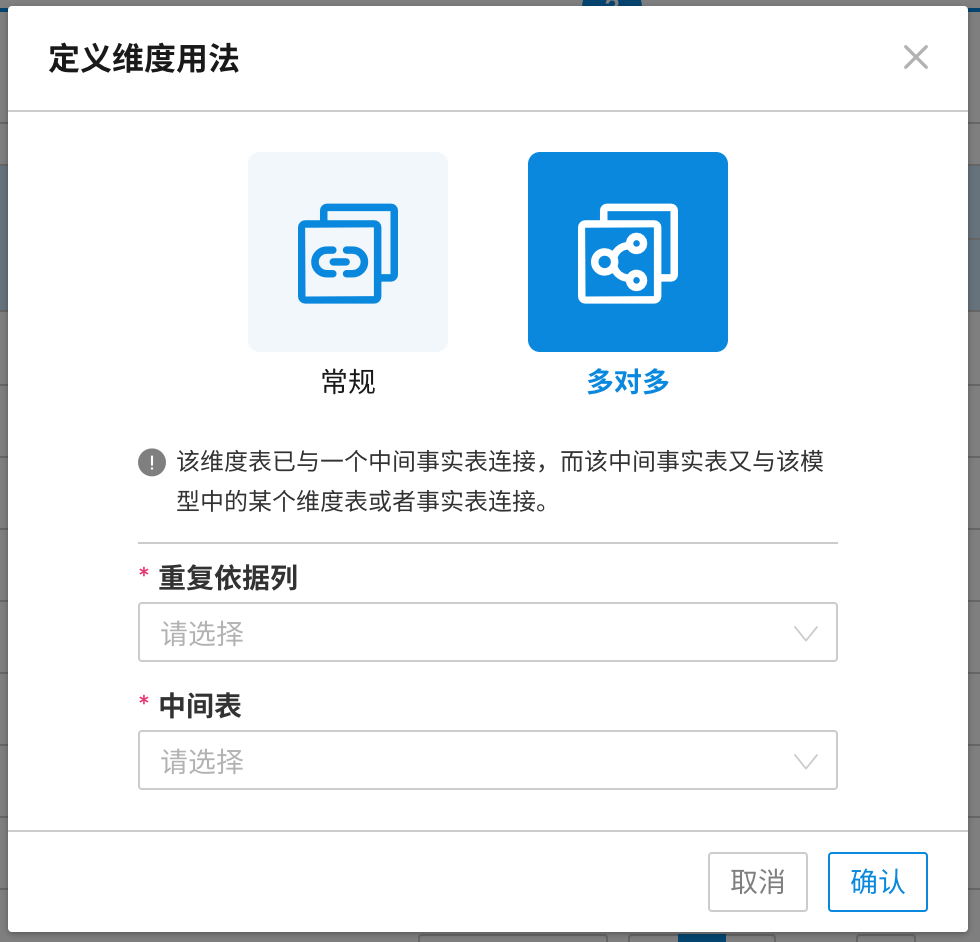 定义维度用法
常规
多对多
该维度表已与一个中间事实表连接，而该中间事实表又与该模
型中的某个维度表或者事实表连接。
* 重复依据列
请选择
* 中间表
请选择
取消
确认